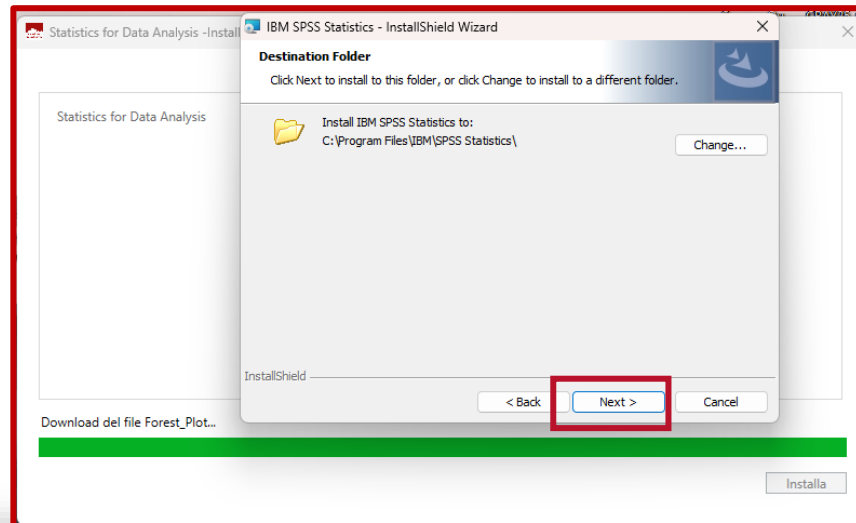 Statistics for Data Analysis -Install
IBM SPSS Statistics - InstallShield Wizard
Destination Folder
Click Next to install to this folder, or click Change to install to a different folder.
Statistics for Data Analysis
Install IBM SPSS Statistics to:
C:\Program Files\IBM\SPSS Statistics\
Change...
InstallShield
< Back
Next >
Cancel
Download del file Forest_Plot...
Installa